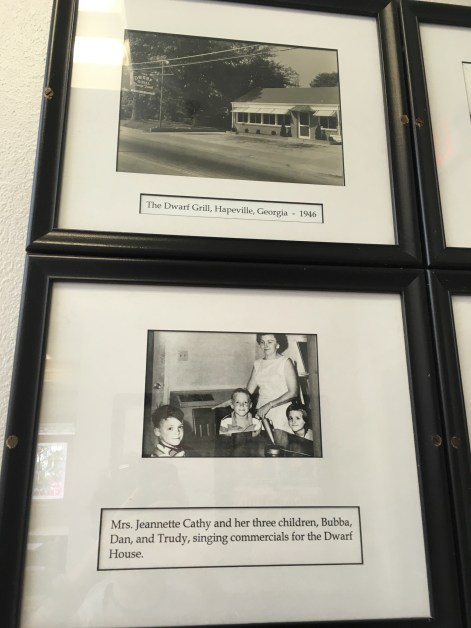 The Dwarf Grill, Hapeville, Georgia - 1946
Mrs. Jeannette Cathy and her three children, Bubba,
Dan, and Trudy, singing commercials for the Dwarf
House.